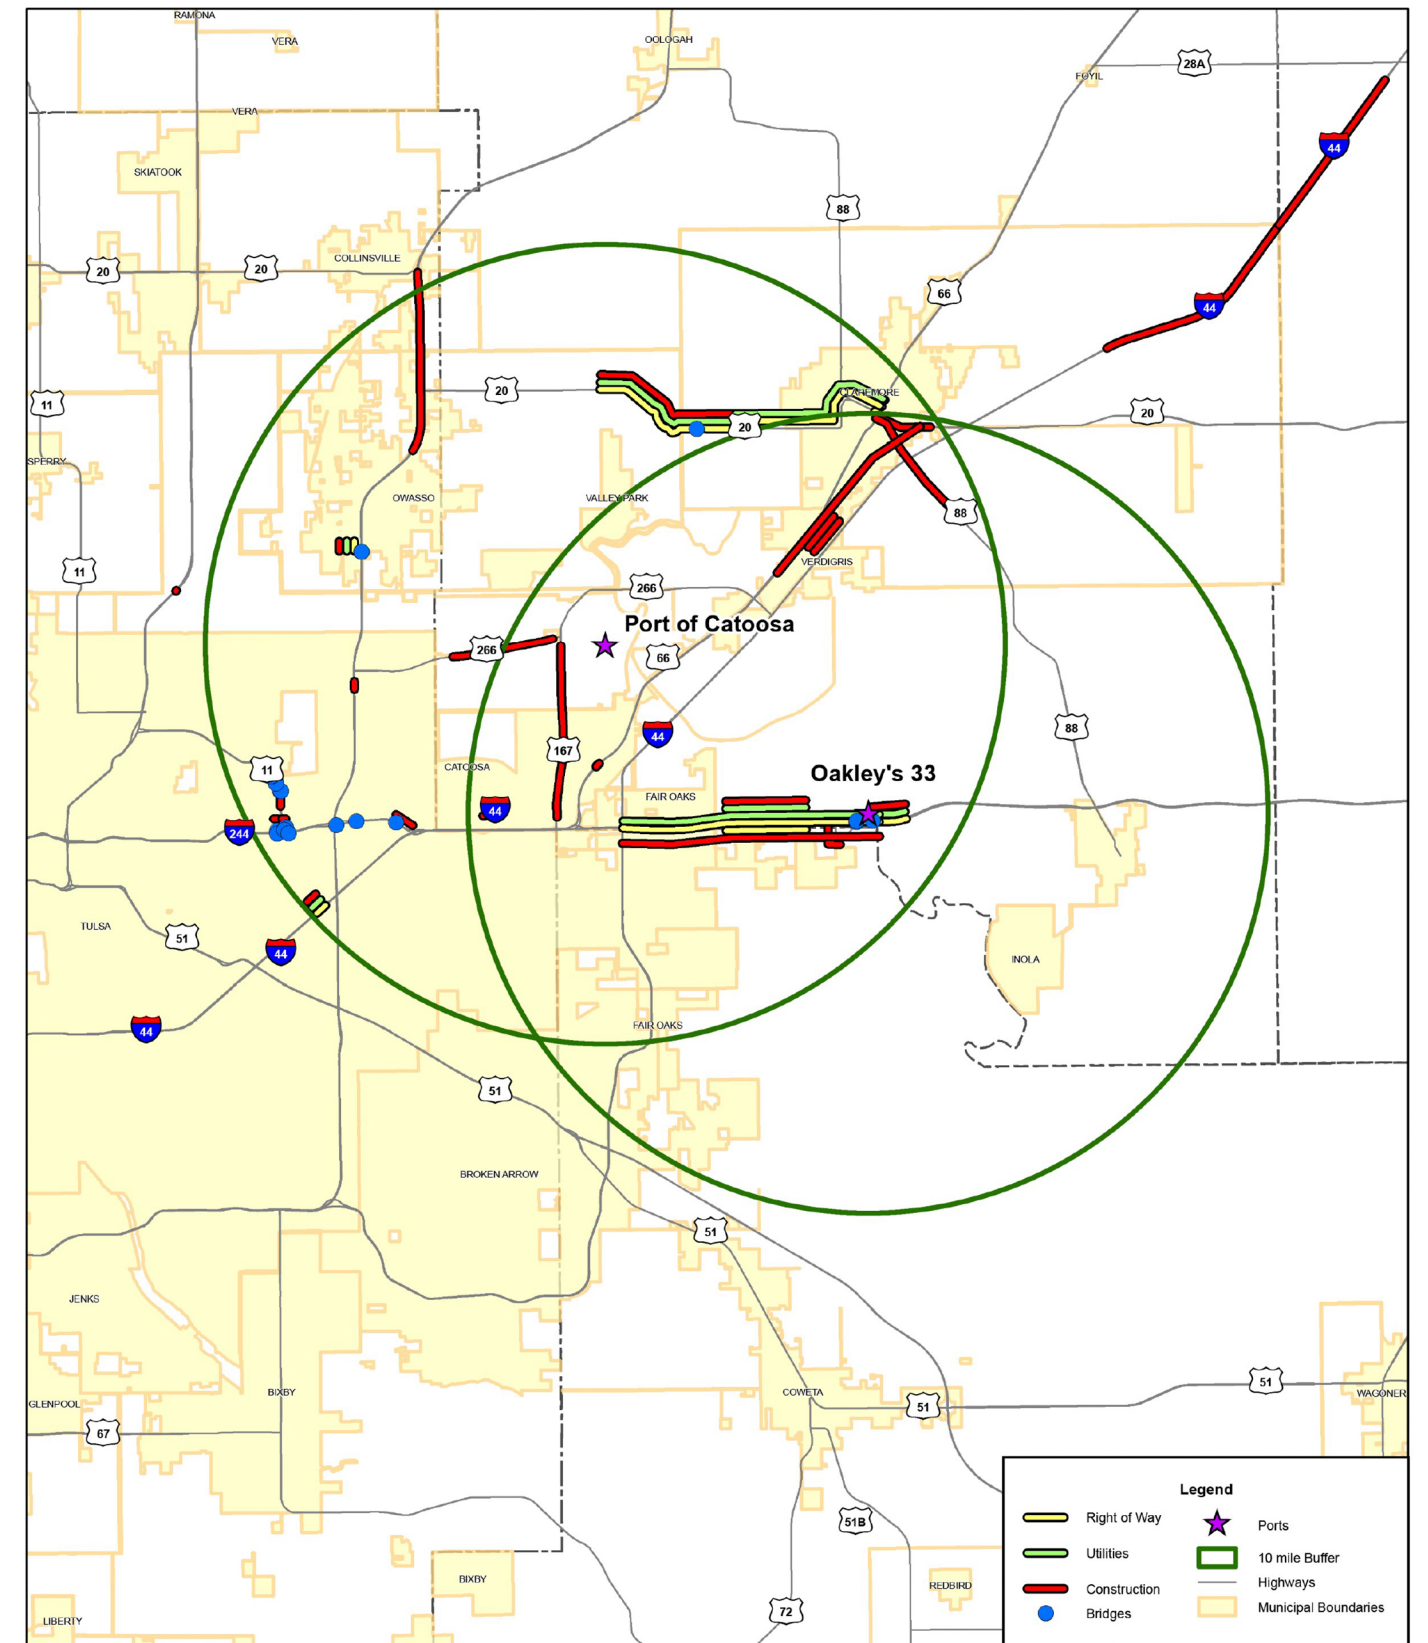 RAMONA
VERA
OOLOGAH
28A
FOYIL
VERA
44
SKIATOOK
88
COLLINSVILLE
20
20
66
44
20
11
CLAREMORE
20
20
SPERRY
OWASSO
VALLEY PARK
88
VERDIGRIS
11
266
Port of Catoosa
266
66
88
44
167
11
CATOOSA
Oakley's 33
FAIR OAKS
44
244
TULSA
51
44
INOLA
44
FAIR OAKS
51
BROKEN ARROW
51
JENKS
BIXBY
COWETA
51
WAGONER
GLENPOOL
51
67
51B
BIXBY
REDBIRD
72
LIBERTY
Legend
Right of Way
Ports
Utilities
10 mile Buffer
Construction
Highways
Bridges
Municipal Boundaries